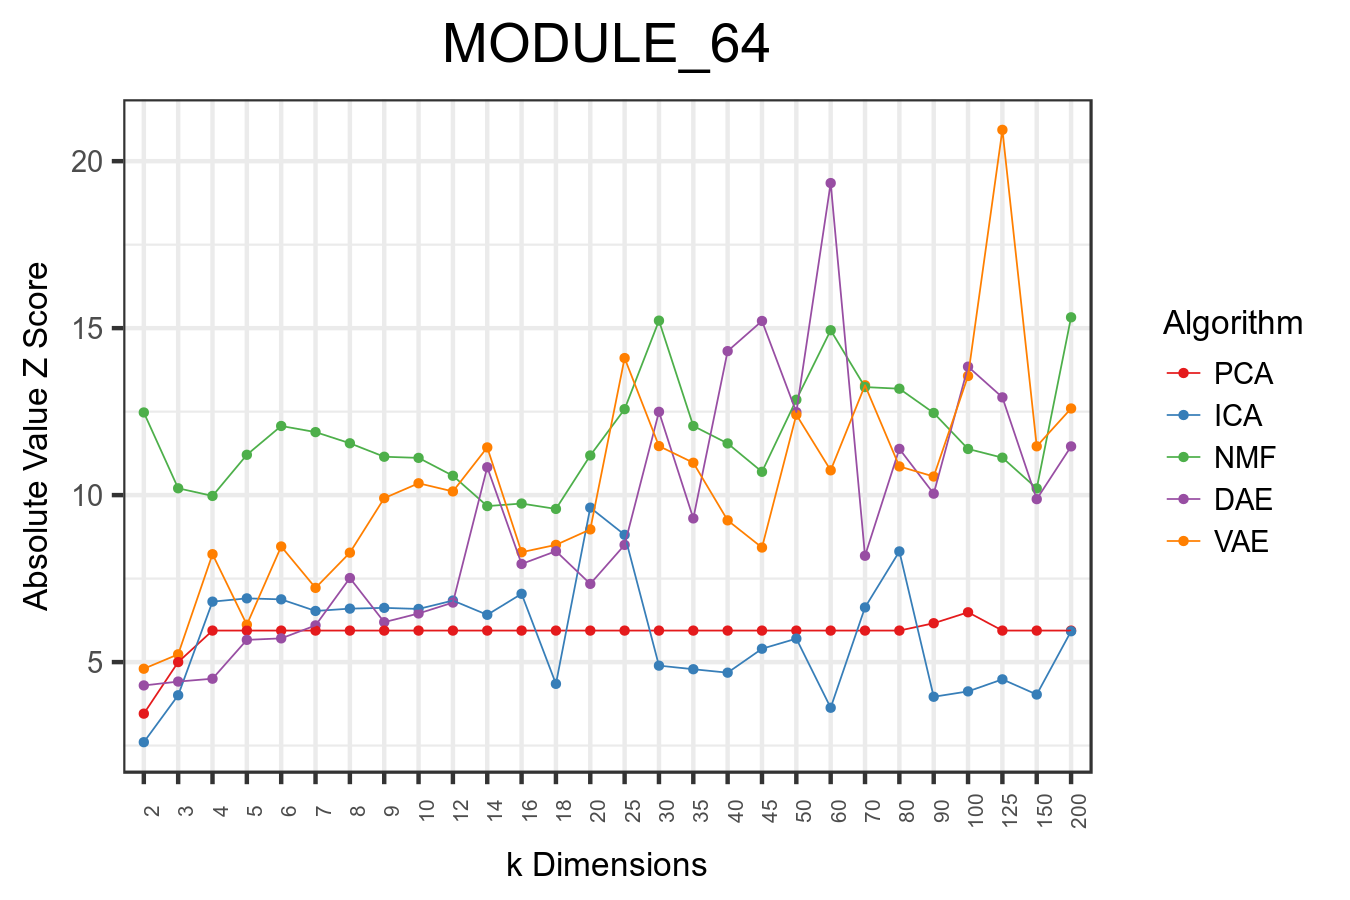 MODULE_64
Absolute Value Z Score
20
15
10
5
2 3 4 5 6 7 8 9 10 12 14 16 18 20 25 30 35 40 45 50 60 70 80 90 100 125 150 200
k Dimensions
Algorithm
PCA
ICA
NMF
DAE
VAE